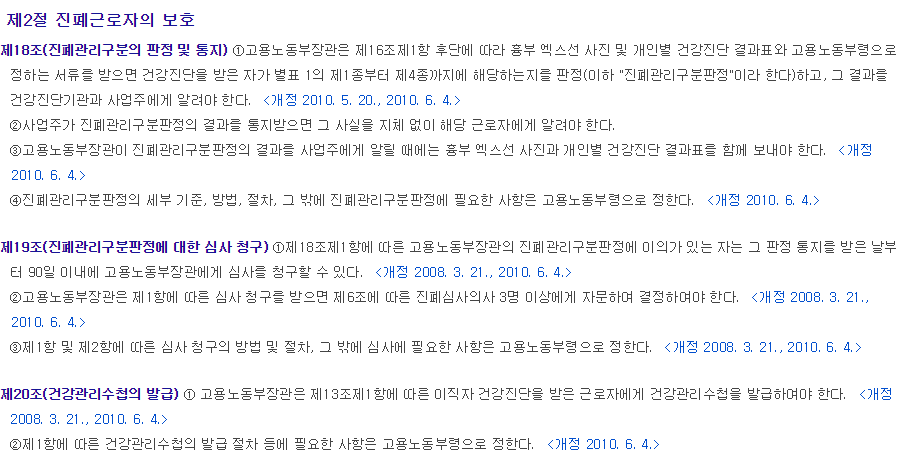 제2절 진폐근로자의 보호
제18조(진폐관리구분의 판정 및 통지) ①고용노동부장관은 제16조제1항 후단에 따라 흉부 엑스선 사진 및 개인별 건강진단 결과표와 고용노동부령으로
정하는 서류를 받으면 건강진단을 받은 자가 별표 1의 제1종부터 제4종까지에 해당하는지를 판정(이하 "진폐관리구분판정"이라 한다)하고, 그 결과를
건강진단기관과 사업주에게 알려야 한다. <개정 2010. 5. 20., 2010. 6. 4.>
②사업주가 진폐관리구분판정의 결과를 통지받으면 그 사실을 지체 없이 해당 근로자에게 알려야 한다.
③고용노동부장관이 진폐관리구분판정의 결과를 사업주에게 알릴 때에는 흉부 엑스선 사진과 개인별 건강진단 결과표를 함께 보내야 한다. <개정
2010. 6. 4.>
④진폐관리구분판정의 세부 기준, 방법, 절차, 그 밖에 진폐관리구분판정에 필요한 사항은 고용노동부령으로 정한다. <개정 2010. 6. 4.>
제19조(진폐관리구분판정에 대한 심사 청구) ①제18조제1항에 따른 고용노동부장관의 진폐관리구분판정에 이의가 있는 자는 그 판정 통지를 받은 날부
터 90일 이내에 고용노동부장관에게 심사를 청구할 수 있다. <개정 2008. 3. 21., 2010. 6. 4.>
②고용노동부장관은 제1항에 따른 심사 청구를 받으면 제6조에 따른 진폐심사의사 3명 이상에게 자문하여 결정하여야 한다. <개정 2008. 3. 21.,
2010. 6. 4.>
③제1항 및 제2항에 따른 심사 청구의 방법 및 절차, 그 밖에 심사에 필요한 사항은 고용노동부령으로 정한다. <개정 2008. 3. 21., 2010. 6. 4.>
제20조(건강관리수첩의 발급) ① 고용노동부장관은 제13조제1항에 따른 이직자 건강진단을 받은 근로자에게 건강관리수첩을 발급하여야 한다. <개정
2008. 3. 21., 2010. 6. 4.>
②제1항에 따른 건강관리수첩의 발급 절차 등에 필요한 사항은 고용노동부령으로 정한다. <개정 2010. 6. 4.>